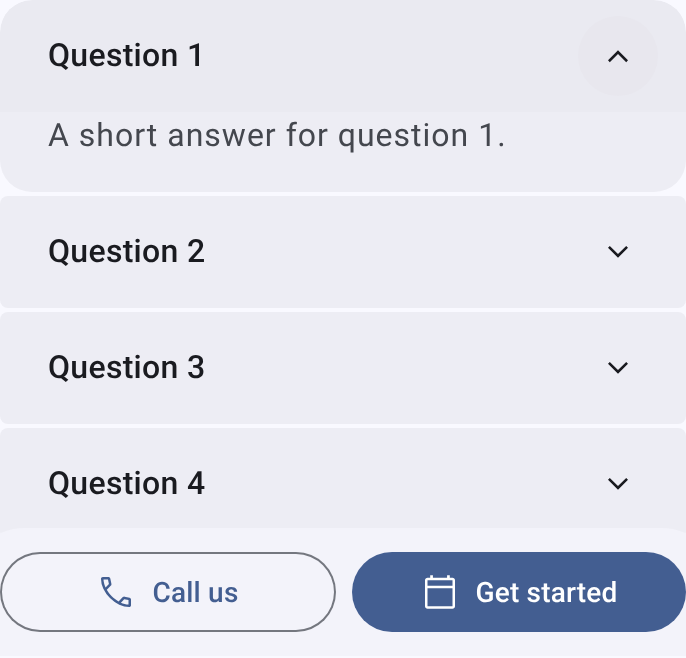 Question 1
A short answer for question 1.
Question 2
Question 3
Question 4
Call us
Get started